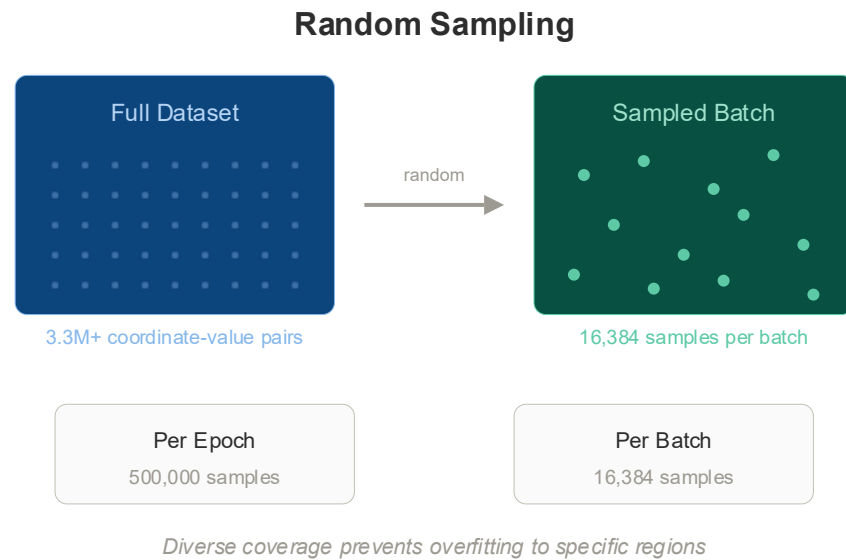 Random Sampling
Full Dataset
Sampled Batch
random
3.3M+ coordinate-value pairs
16,384 samples per batch
Per Epoch
500,000 samples
Per Batch
16,384 samples
Diverse coverage prevents overfitting to specific regions